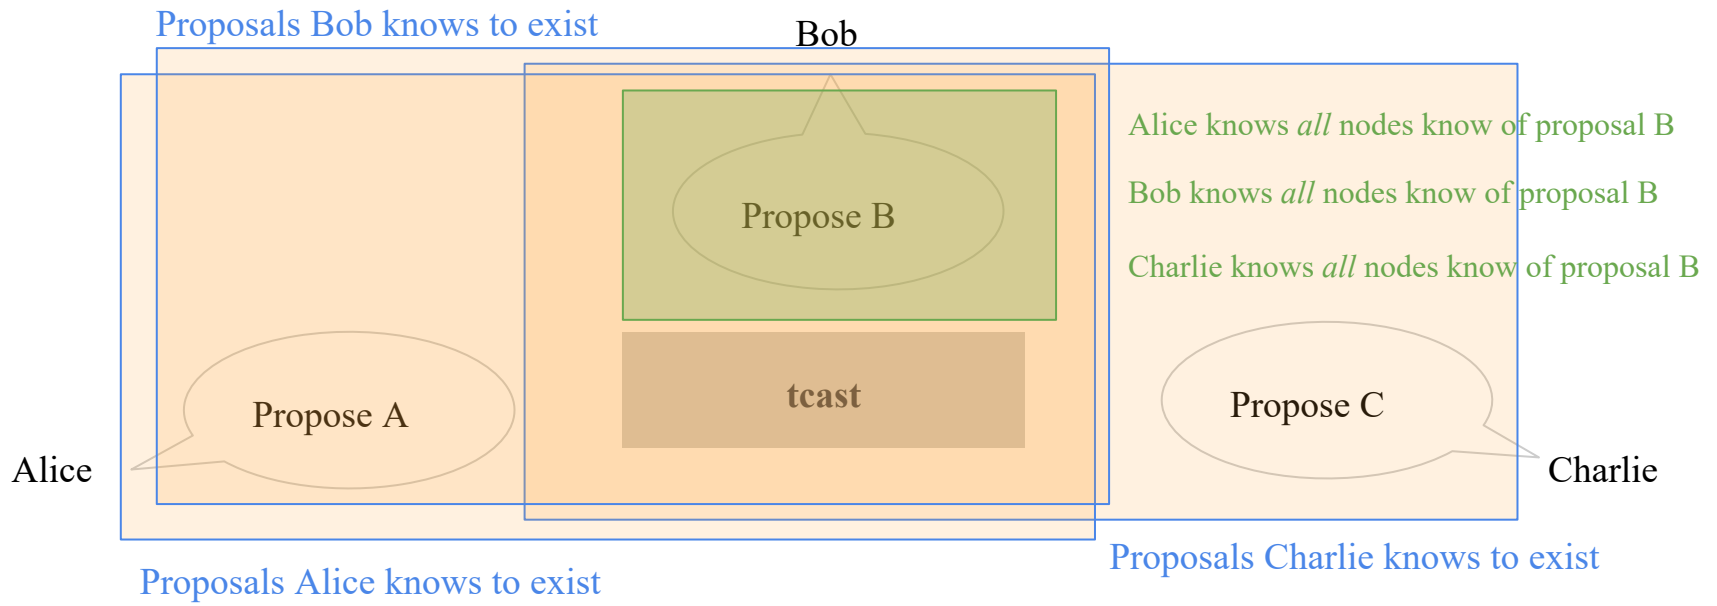 Proposals Bob knows to exist
Bob
Alice knows all nodes know of proposal B
Bob knows all nodes know of proposal B
Propose B
Charlie knows all nodes know of proposal B
tcast
Propose A
Propose C
Alice
Charlie
Proposals Charlie knows to exist
Proposals Alice knows to exist